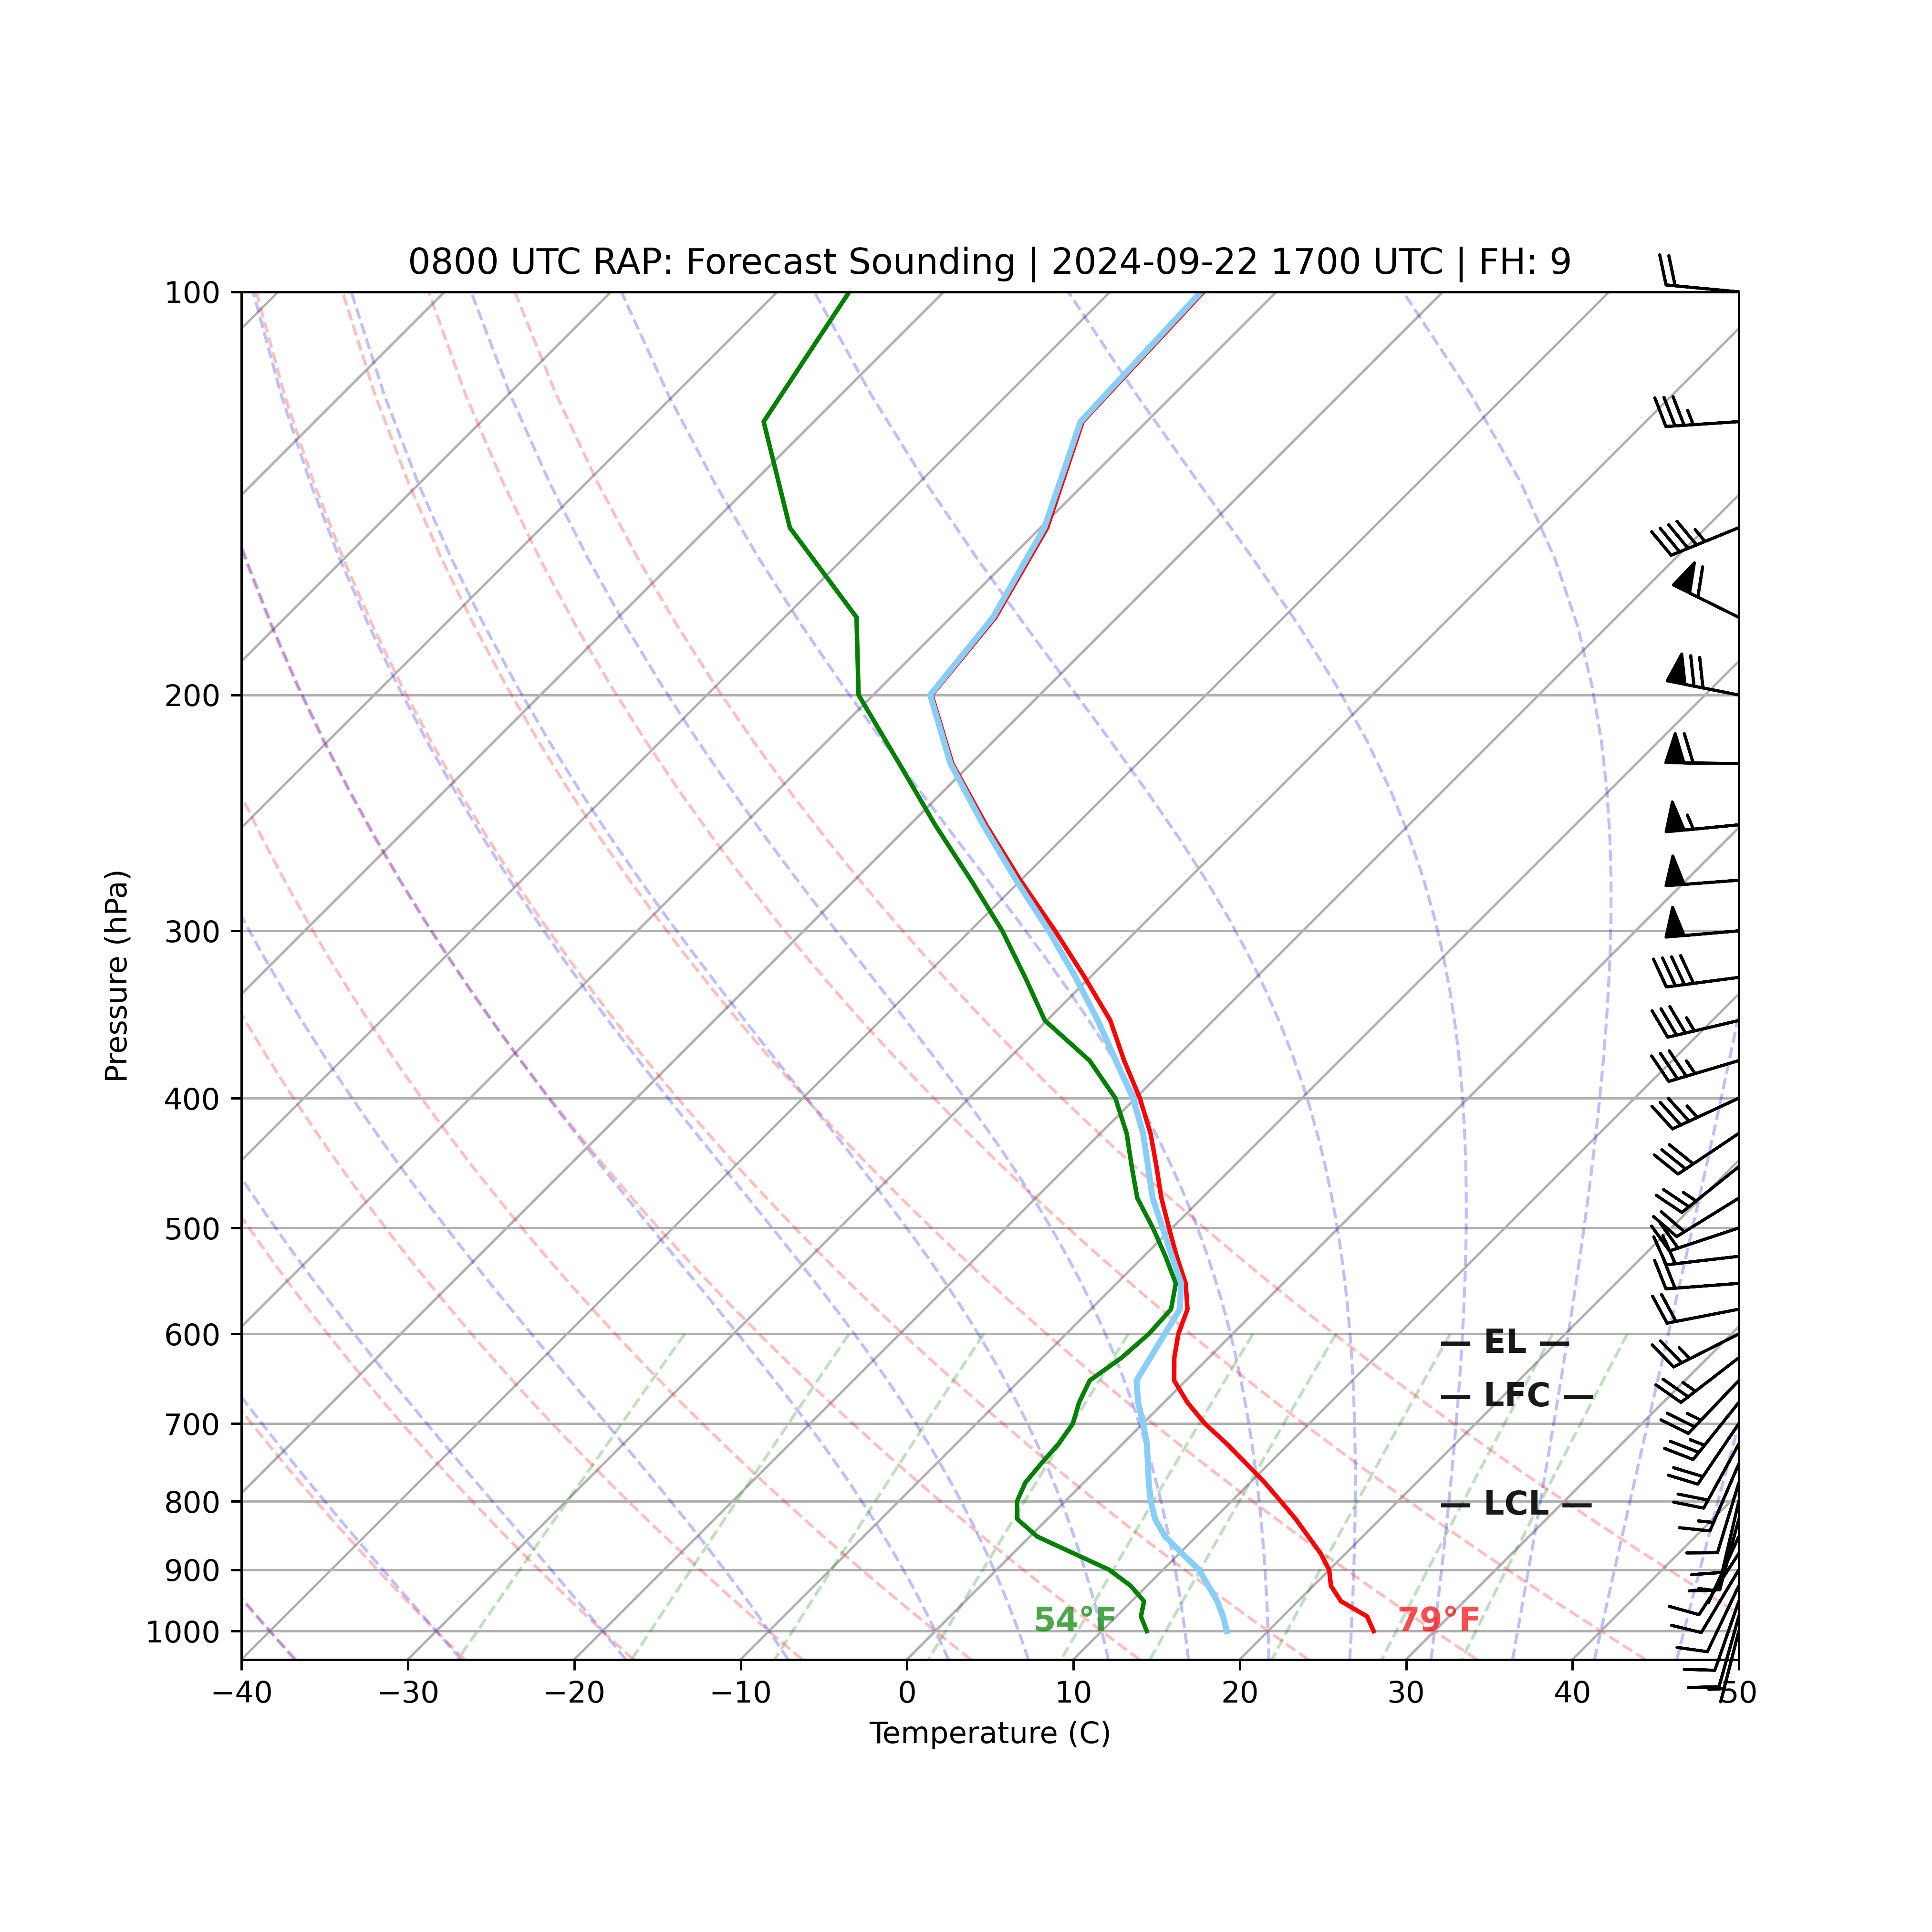 0800 UTC RAP: Forecast Sounding | 2024-09-22 1700 UTC | FH: 9
100
200
300
400
500
600
700
800
900
1000
Pressure (hPa)
— EL —
— LFC —
— LCL —
54°F
79°F
−40
−30
−20
−10
0
10
20
30
40
50
Temperature (C)